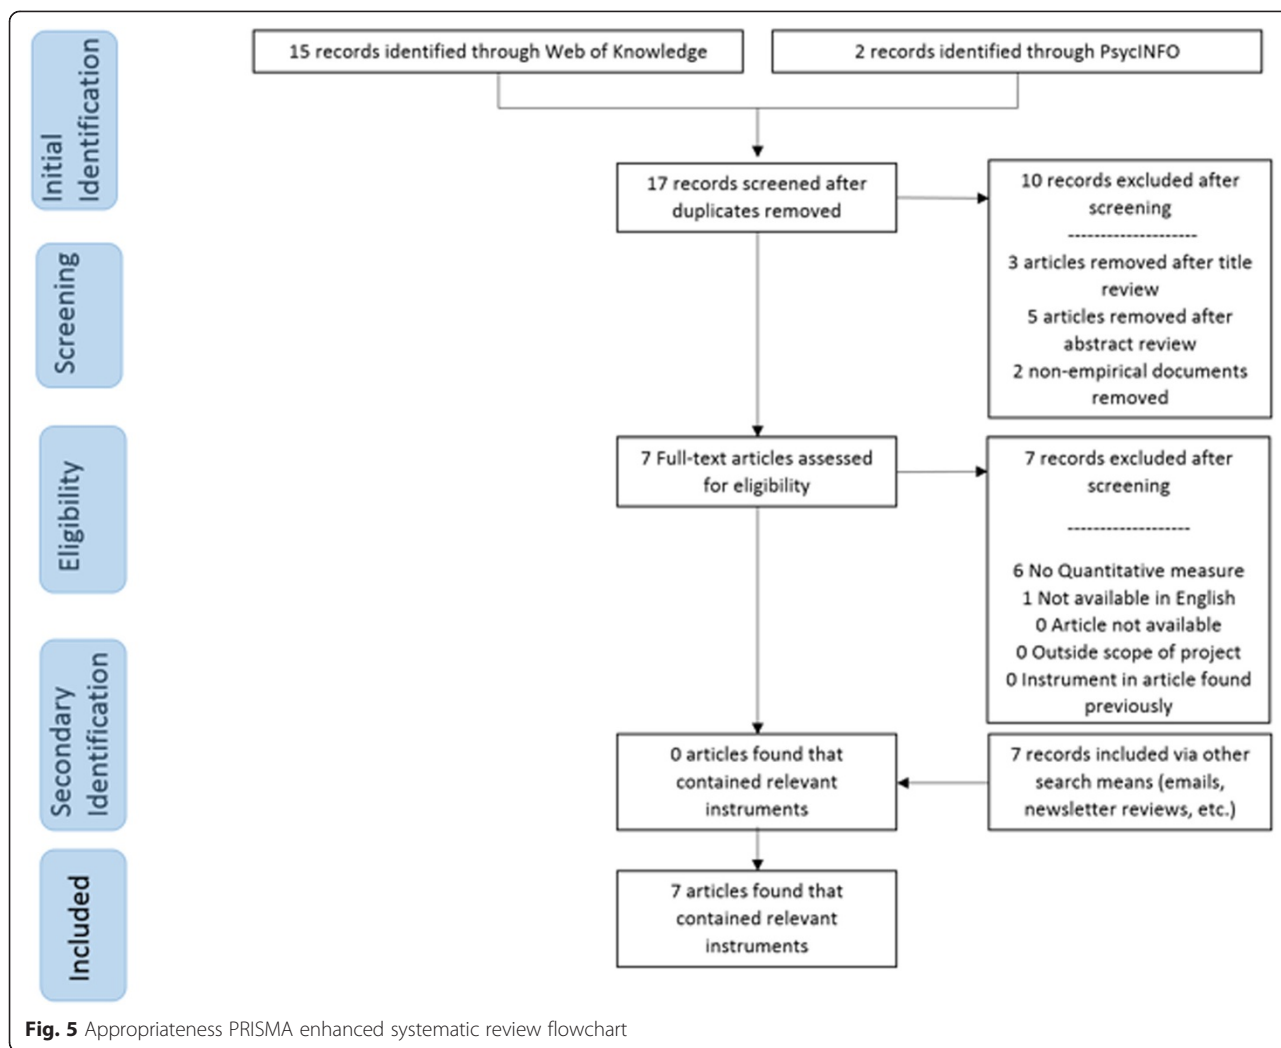 Initial
Identification
15 records identified through Web of Knowledge
2 records identified through PsycINFO
17 records screened after
duplicates removed
10 records excluded after
screening
--------------------
3 articles removed after title
review
5 articles removed after
abstract review
2 non-empirical documents
removed
Screening
Eligibility
7 Full-text articles assessed
for eligibility
7 records excluded after
screening
-------------------
6 No Quantitative measure
1 Not available in English
0 Article not available
0 Outside scope of project
0 Instrument in article found
previously
Secondary
Identification
0 articles found that
contained relevant
instruments
7 records included via other
search means (emails,
newsletter reviews, etc.)
Included
7 articles found that
contained relevant
instruments
Fig. 5 Appropriateness PRISMA enhanced systematic review flowchart